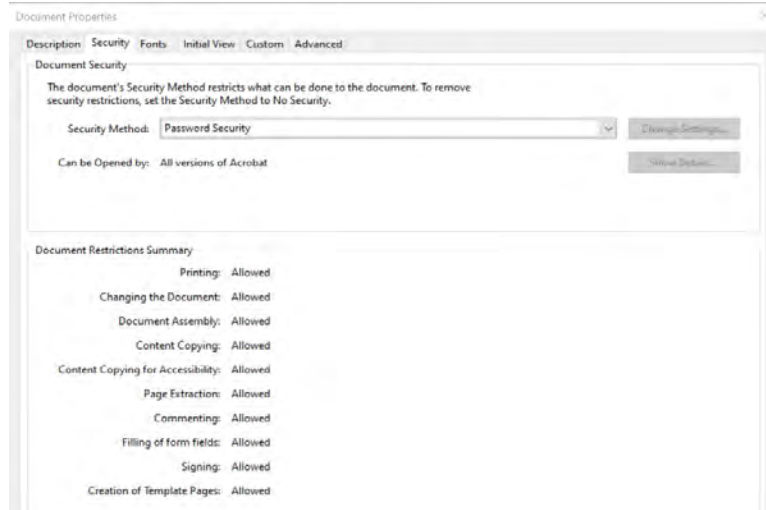 Document Properties
Description Security Fonts Initial View Custom Advanced
Document Security
The document's Security Method restricts what can be done to the document. To remove
security restrictions, set the Security Method to No Security.
Security Method: Password Security Change Settings...
Can be Opened by: All versions of Acrobat Show Details...
Document Restrictions Summary
Printing: Allowed
Changing the Document: Allowed
Document Assembly: Allowed
Content Copying: Allowed
Content Copying for Accessibility: Allowed
Page Extraction: Allowed
Commenting: Allowed
Filling of form fields: Allowed
Signing: Allowed
Creation of Template Pages: Allowed